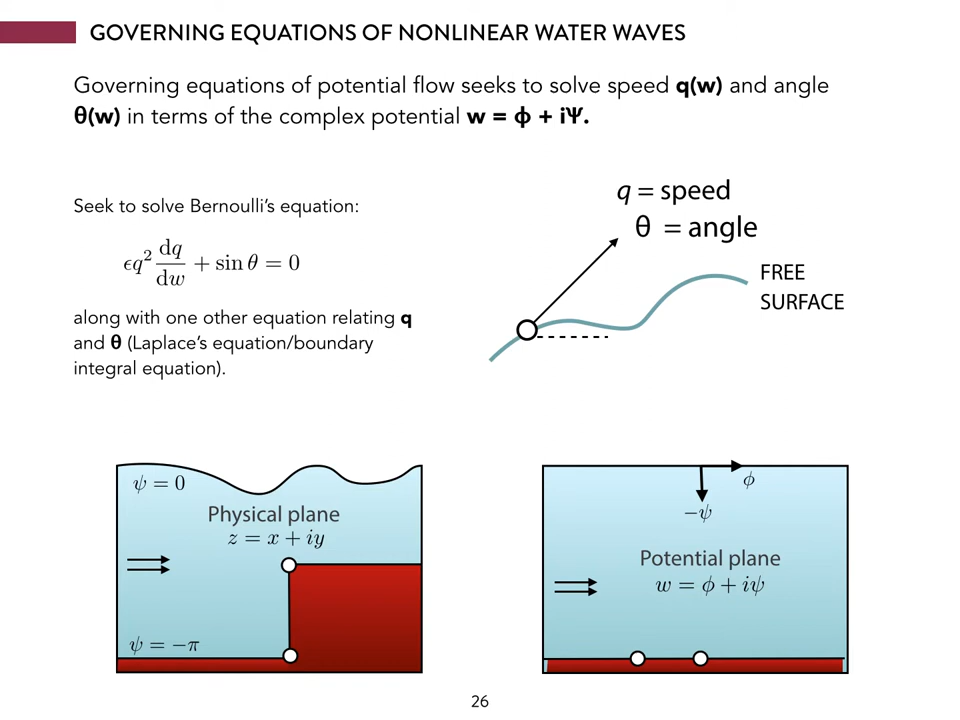 GOVERNING EQUATIONS OF NONLINEAR WATER WAVES
Governing equations of potential flow seeks to solve speed q(w) and angle
θ(w) in terms of the complex potential w = ϕ + iΨ.
Seek to solve Bernoulli's equation:
ϵq² dq/dw + sin θ = 0
along with one other equation relating q
and θ (Laplace's equation/boundary
integral equation).
q = speed
θ = angle
FREE
SURFACE
ψ = 0
Physical plane
z = x + iy
ψ = −π
ϕ
−ψ
Potential plane
w = ϕ + iψ
26